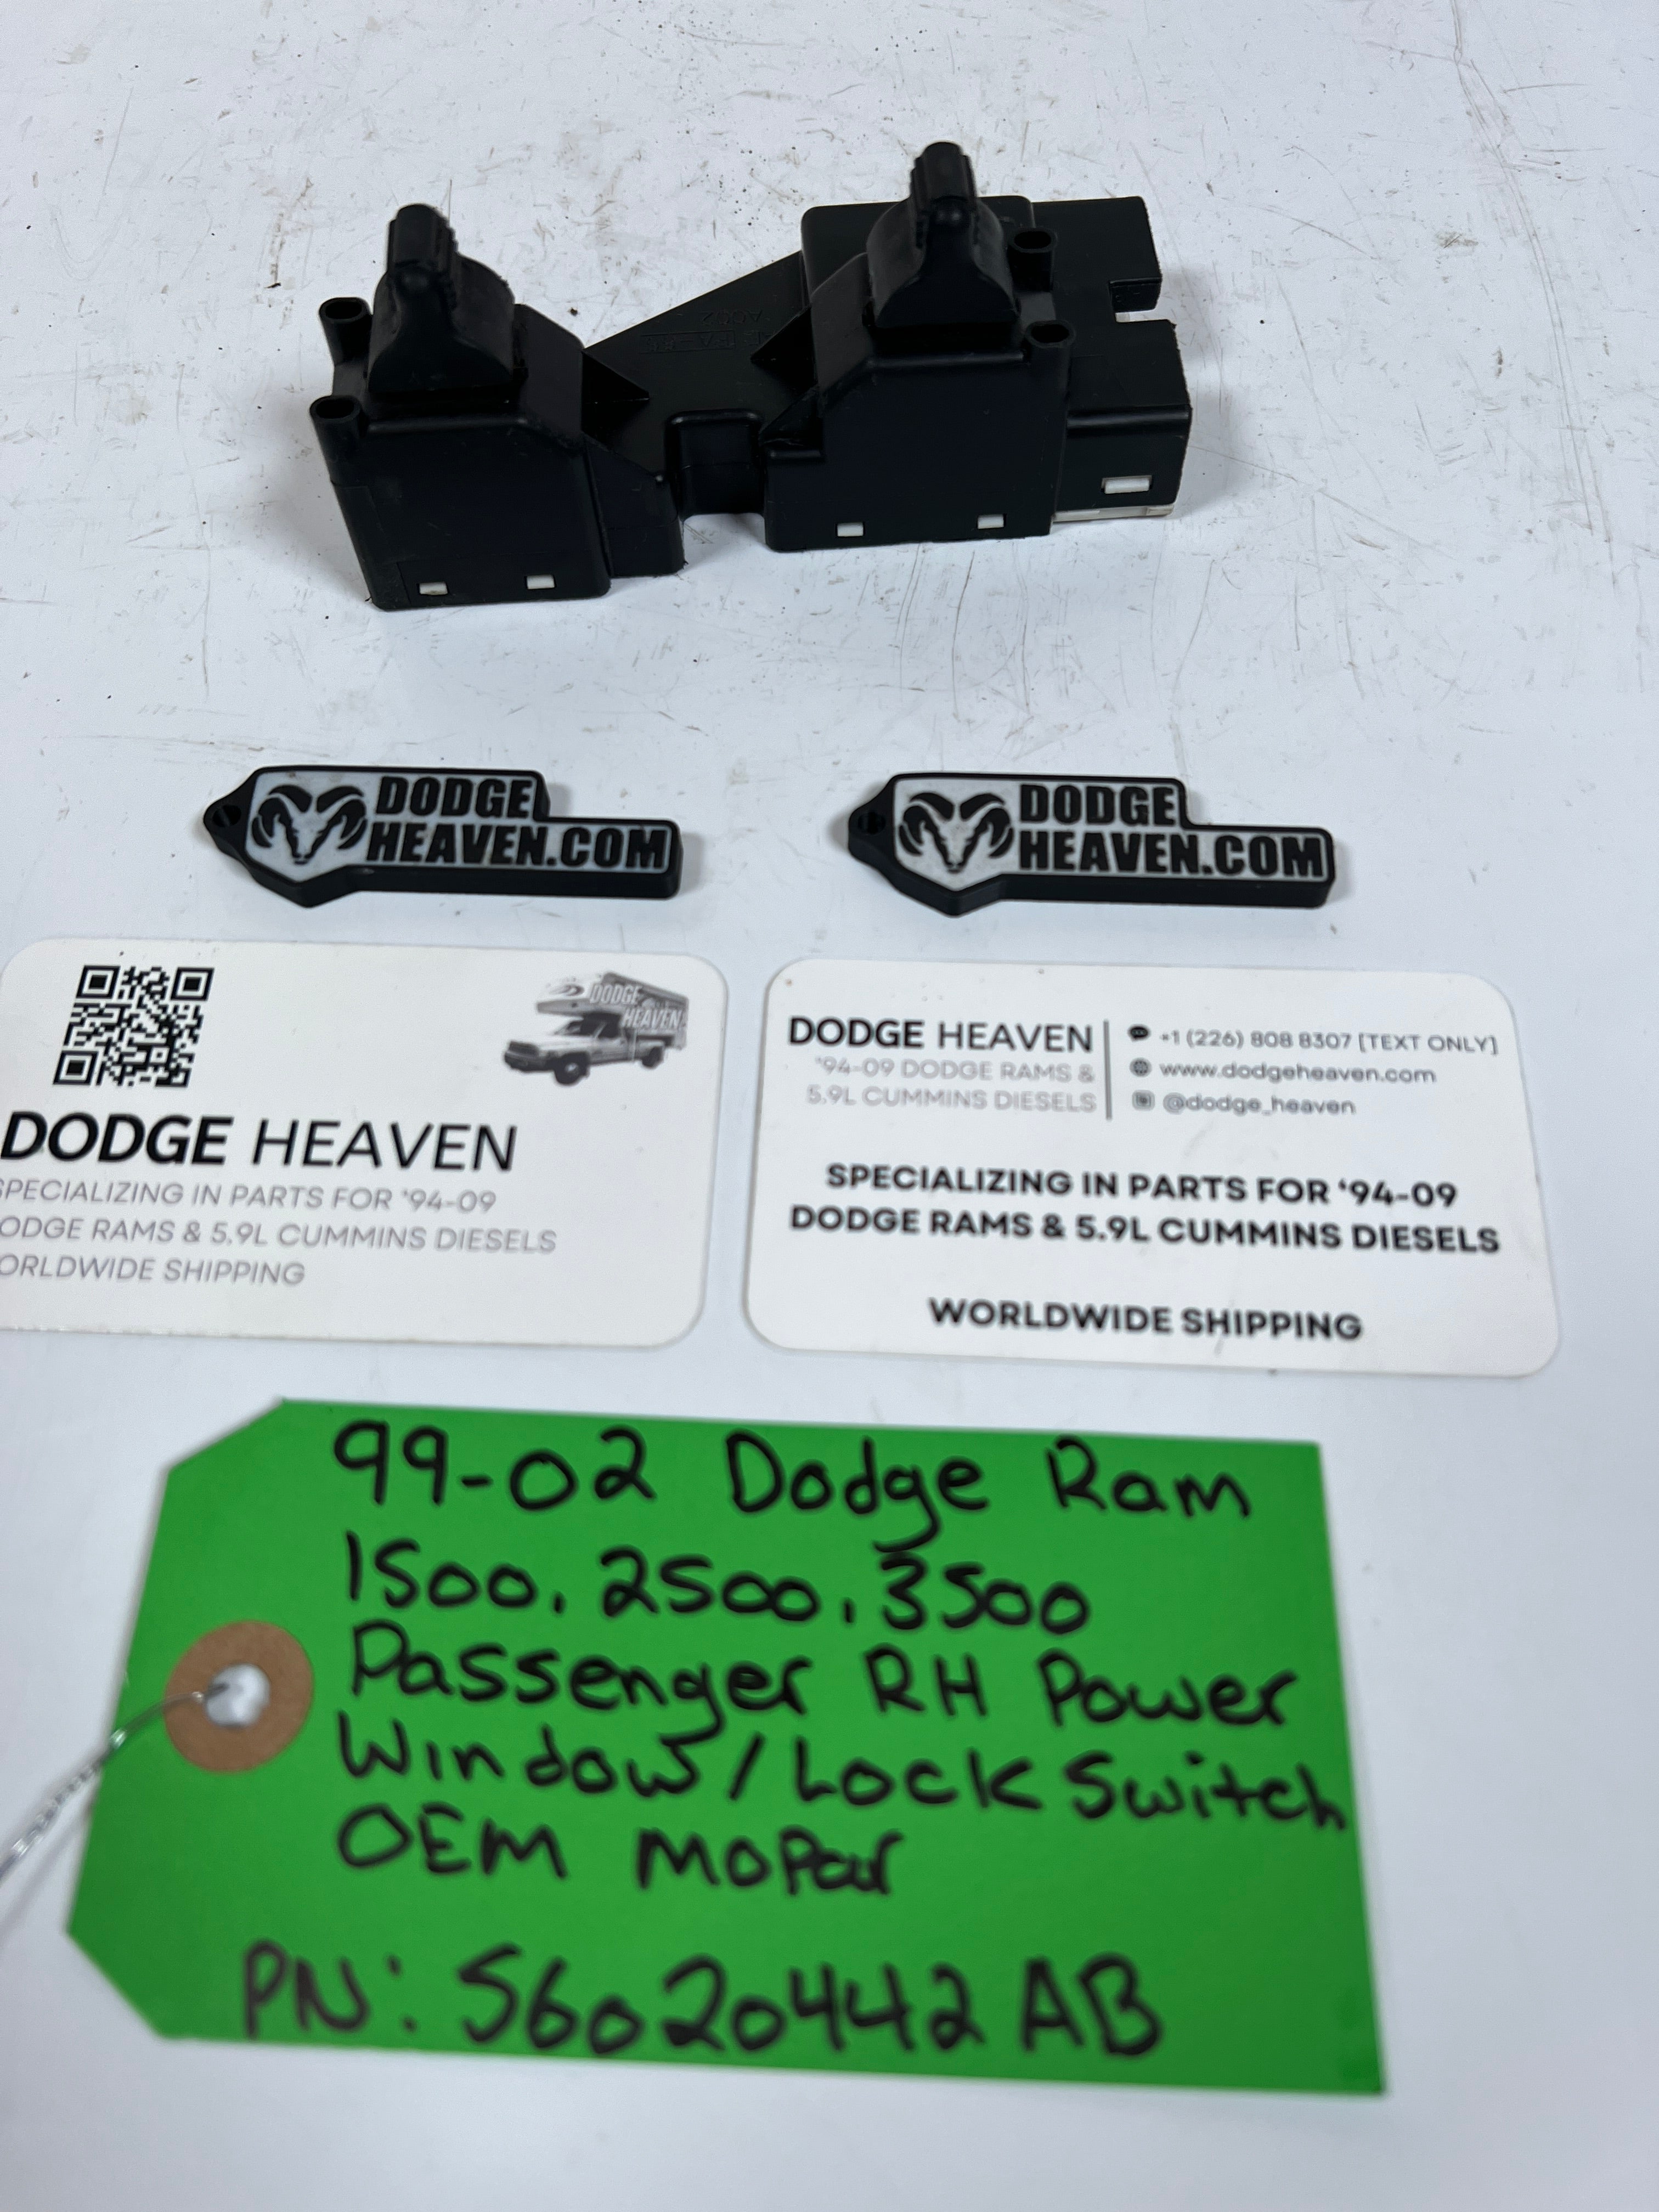 DODGE
HEAVEN.COM
DODGE
HEAVEN.COM
DODGE
HEAVEN
DODGE HEAVEN
SPECIALIZING IN PARTS FOR '94-09
ODGE RAMS & 5.9L CUMMINS DIESELS
ORLDWIDE SHIPPING
DODGE HEAVEN
'94-09 DODGE RAMS &
5.9L CUMMINS DIESELS
+1 (226) 808 8307 [TEXT ONLY]
www.dodgeheaven.com
@dodge_heaven
SPECIALIZING IN PARTS FOR '94-09
DODGE RAMS & 5.9L CUMMINS DIESELS
WORLDWIDE SHIPPING
99-02 Dodge Ram
1500, 2500, 3500
Passenger RH Power
Window/Lock Switch
OEM Mopar
PN: 56020442AB